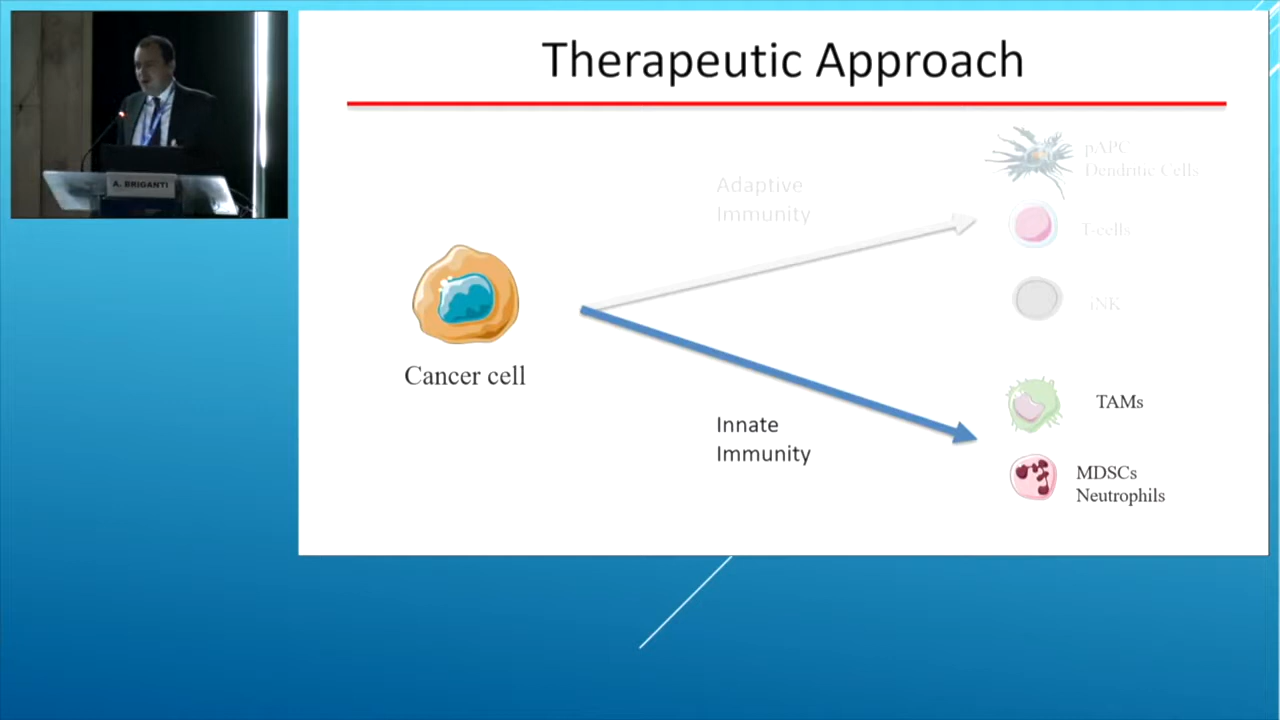 Therapeutic Approach
A. BRIGANTI
Adaptive
Immunity
pAPC
Dendritic Cells
T-cells
iNK
Cancer cell
Innate
Immunity
TAMs
MDSCs
Neutrophils